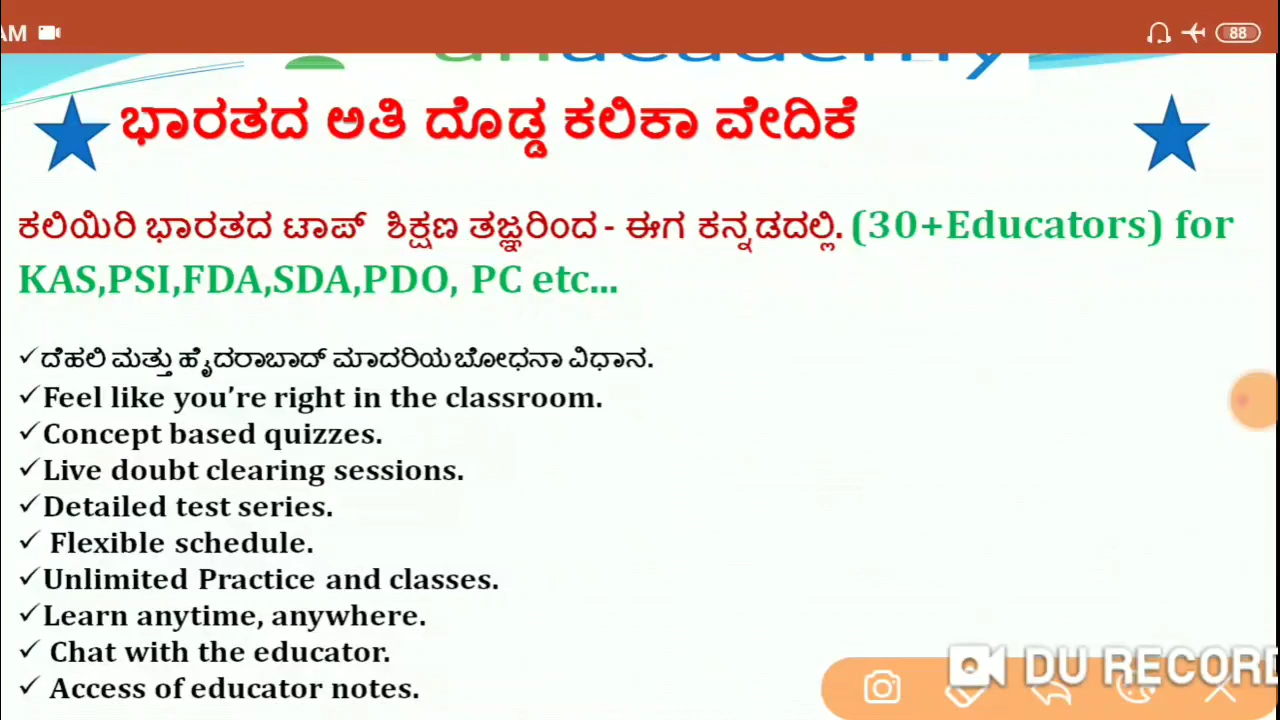 AM
88
unacademy
ಭಾರತದ ಅತಿ ದೊಡ್ಡ ಕಲಿಕಾ ವೇದಿಕೆ
ಕಲಿಯಿರಿ ಭಾರತದ ಟಾಪ್ ಶಿಕ್ಷಣ ತಜ್ಞರಿಂದ - ಈಗ ಕನ್ನಡದಲ್ಲಿ. (30+Educators) for
KAS,PSI,FDA,SDA,PDO, PC etc...
✓ದೆಹಲಿ ಮತ್ತು ಹೈದರಾಬಾದ್ ಮಾದರಿಯ ಬೋಧನಾ ವಿಧಾನ.
✓Feel like you’re right in the classroom.
✓Concept based quizzes.
✓Live doubt clearing sessions.
✓Detailed test series.
✓ Flexible schedule.
✓Unlimited Practice and classes.
✓Learn anytime, anywhere.
✓ Chat with the educator.
✓ Access of educator notes.
DU RECORD